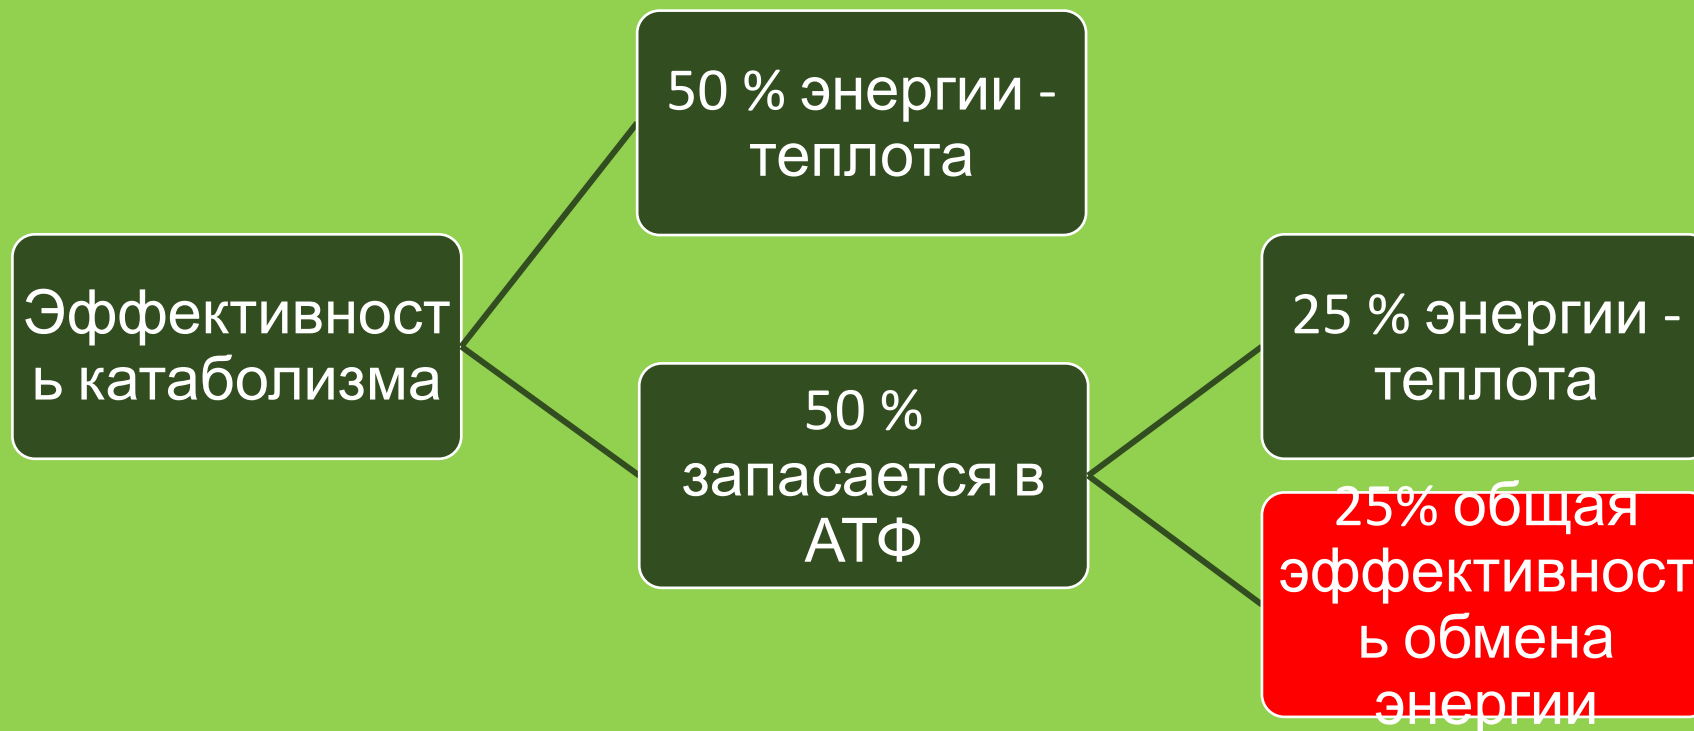 50 % энергии -
теплота
Эффективност
ь катаболизма
50 %
запасается в
АТФ
25 % энергии -
теплота
25% общая
эффективност
ь обмена
энергии